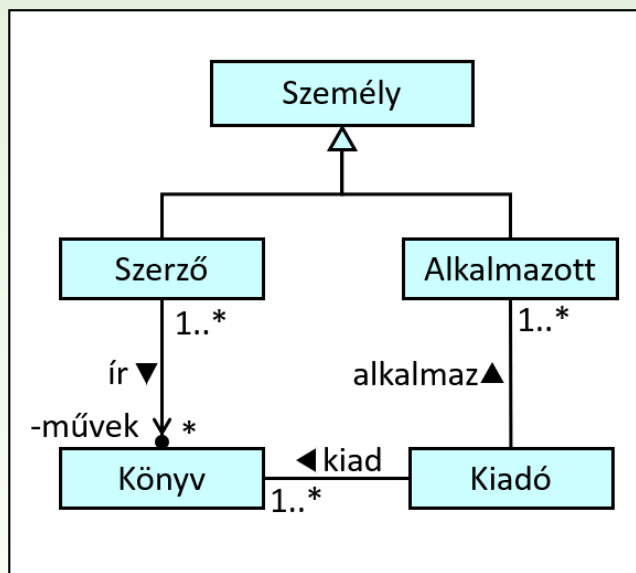 Személy
Szerző
Alkalmazott
1..*
1..*
ír ▼
alkalmaz▲
-művek
*
◀kiad
Könyv
Kiadó
1..*